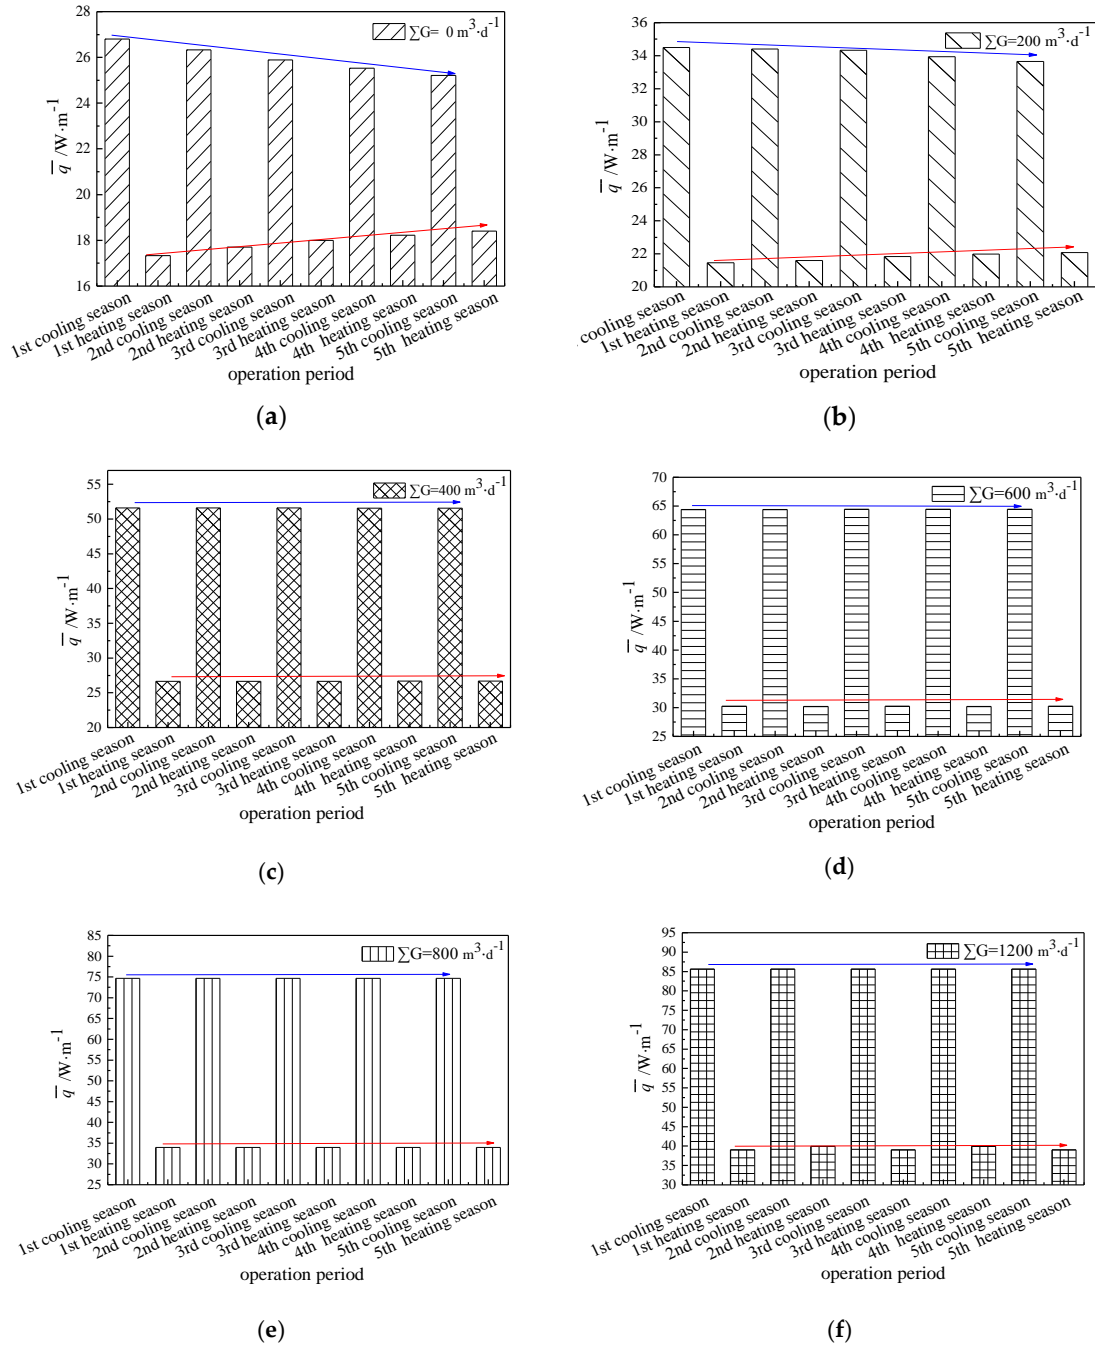 28
26
24
22
20
18
16
q /W·m-1
∑G= 0 m3·d-1
1st cooling season
1st heating season
2nd cooling season
2nd heating season
3rd cooling season
3rd heating season
4th cooling season
4th heating season
5th cooling season
5th heating season
operation period
(a)
36
34
32
30
28
26
24
22
20
q /W·m-1
∑G=200 m3·d-1
cooling season
1st heating season
2nd cooling season
2nd heating season
3rd cooling season
3rd heating season
4th cooling season
4th heating season
5th cooling season
5th heating season
operation period
(b)
55
50
45
40
35
30
25
20
q /W·m-1
∑G=400 m3·d-1
1st cooling season
1st heating season
2nd cooling season
2nd heating season
3rd cooling season
3rd heating season
4th cooling season
4th heating season
5th cooling season
5th heating season
operation period
(c)
70
65
60
55
50
45
40
35
30
25
q /W·m-1
∑G=600 m3·d-1
1st cooling season
1st heating season
2nd cooling season
2nd heating season
3rd cooling season
3rd heating season
4th cooling season
4th heating season
5th cooling season
5th heating season
operation period
(d)
85
80
75
70
65
60
55
50
45
40
35
30
25
q /W·m-1
∑G=800 m3·d-1
1st cooling season
1st heating season
2nd cooling season
2nd heating season
3rd cooling season
3rd heating season
4th cooling season
4th heating season
5th cooling season
5th heating season
operation period
(e)
95
90
85
80
75
70
65
60
55
50
45
40
35
30
q /W·m-1
∑G=1200 m3·d-1
1st cooling season
1st heating season
2nd cooling season
2nd heating season
3rd cooling season
3rd heating season
4th cooling season
4th heating season
5th cooling season
5th heating season
operation period
(f)